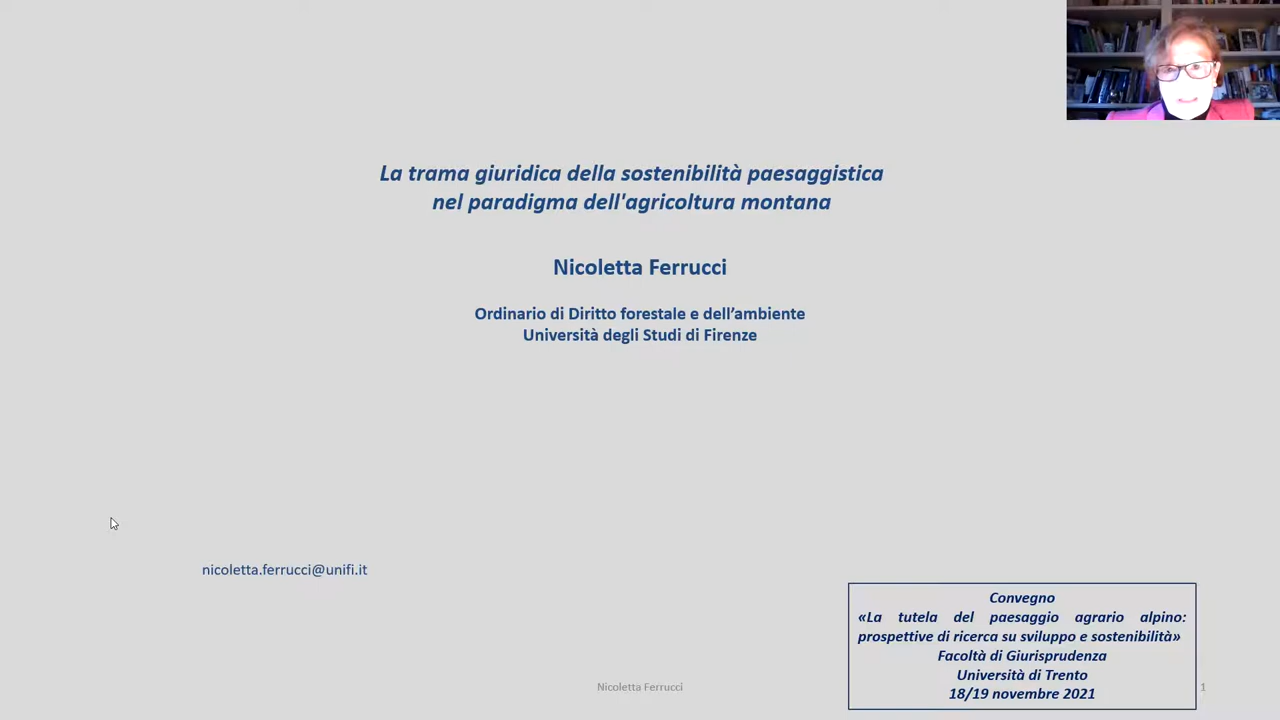 La trama giuridica della sostenibilità paesaggistica
nel paradigma dell'agricoltura montana
Nicoletta Ferrucci
Ordinario di Diritto forestale e dell’ambiente
Università degli Studi di Firenze
nicoletta.ferrucci@unifi.it
Convegno
«La tutela del paesaggio agrario alpino:
prospettive di ricerca su sviluppo e sostenibilità»
Facoltà di Giurisprudenza
Università di Trento
18/19 novembre 2021
Nicoletta Ferrucci
1